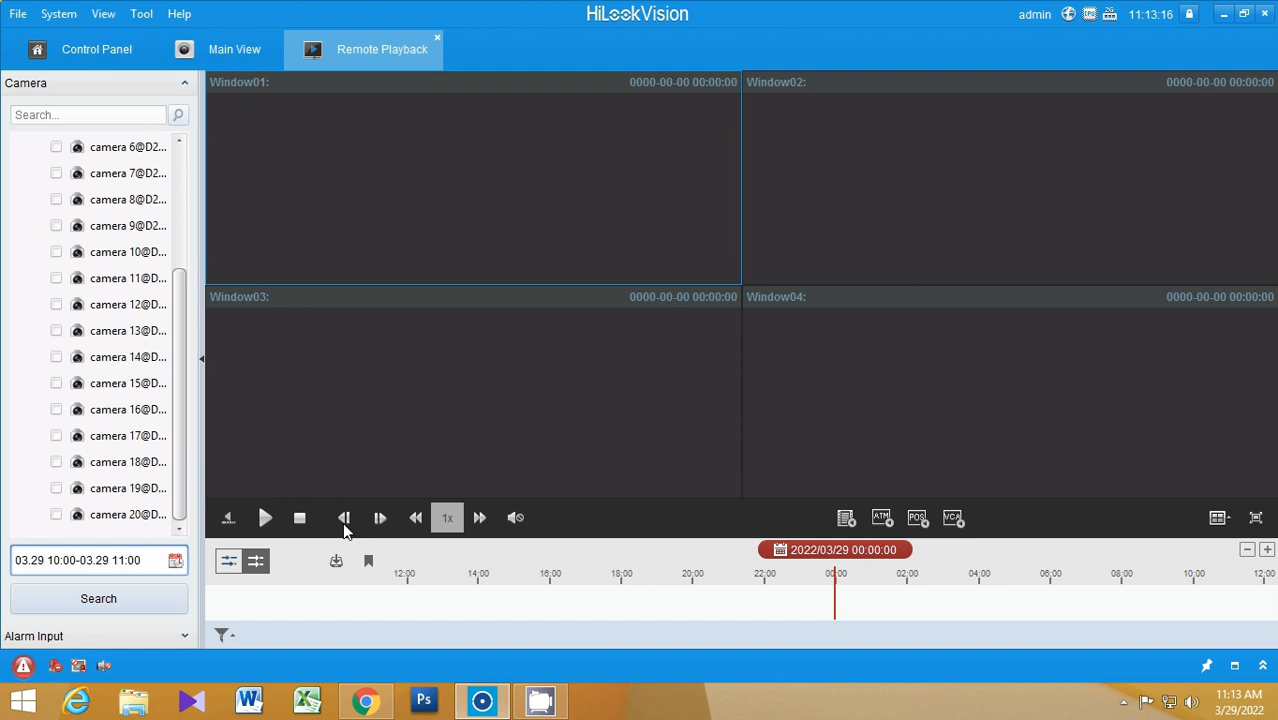 File System View Tool Help
HiLookVision
admin 11:13:16
Control Panel
Main View
Remote Playback
Camera
Search...
camera 6@D2...
camera 7@D2...
camera 8@D2...
camera 9@D2...
camera 10@D...
camera 11@D...
camera 12@D...
camera 13@D...
camera 14@D...
camera 15@D...
camera 16@D...
camera 17@D...
camera 18@D...
camera 19@D...
camera 20@D...
03.29 10:00-03.29 11:00
Search
Alarm Input
Window01: 0000-00-00 00:00:00
Window02: 0000-00-00 00:00:00
Window03: 0000-00-00 00:00:00
Window04: 0000-00-00 00:00:00
1x
ATM
POS
VCA
2022/03/29 00:00:00
12:00 14:00 16:00 18:00 20:00 22:00 00:00 02:00 04:00 06:00 08:00 10:00 12:00
Ps
11:13 AM
3/29/2022